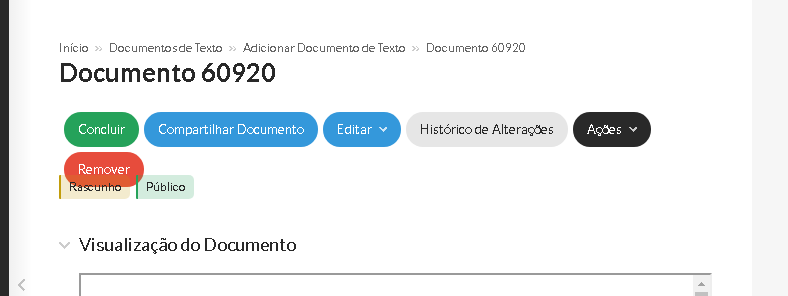 Início » Documentos de Texto » Adicionar Documento de Texto » Documento 60920
Documento 60920
Concluir Compartilhar Documento Editar Histórico de Alterações Ações
Remover
Rascunho Público
Visualização do Documento